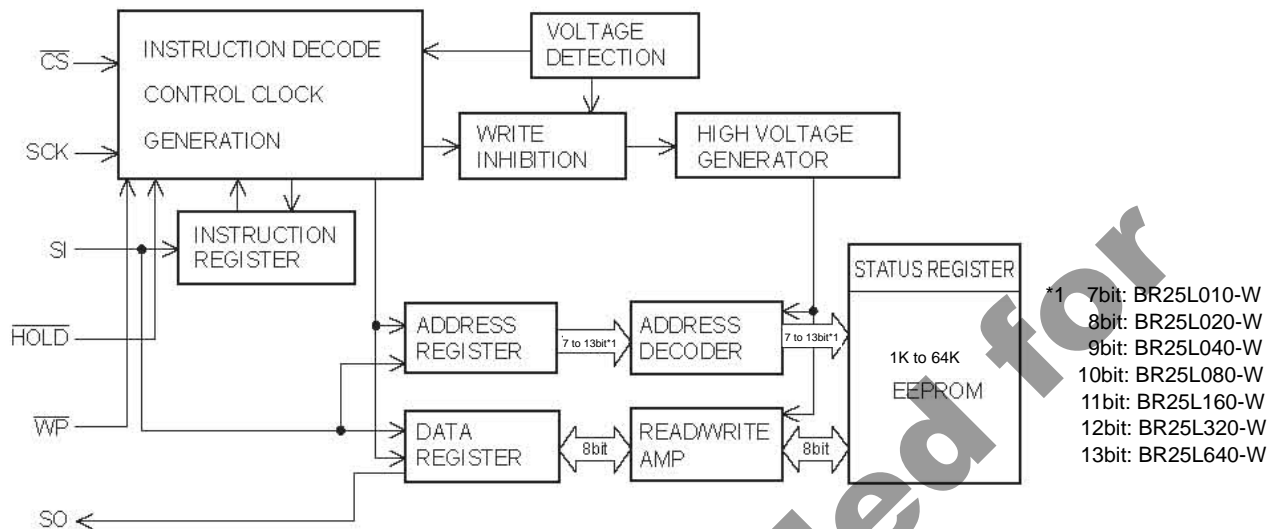 INSTRUCTION DECODE
CONTROL CLOCK
GENERATION
VOLTAGE
DETECTION
WRITE
INHIBITION
HIGH VOLTAGE
GENERATOR
CS
SCK
SI
HOLD
WP
SO
INSTRUCTION
REGISTER
ADDRESS
REGISTER
7 to 13bit*1
ADDRESS
DECODER
7 to 13bit*1
DATA
REGISTER
8bit
READ/WRITE
AMP
8bit
STATUS REGISTER
1K to 64K
EEPROM
*1 7bit: BR25L010-W
8bit: BR25L020-W
9bit: BR25L040-W
10bit: BR25L080-W
11bit: BR25L160-W
12bit: BR25L320-W
13bit: BR25L640-W
ed for